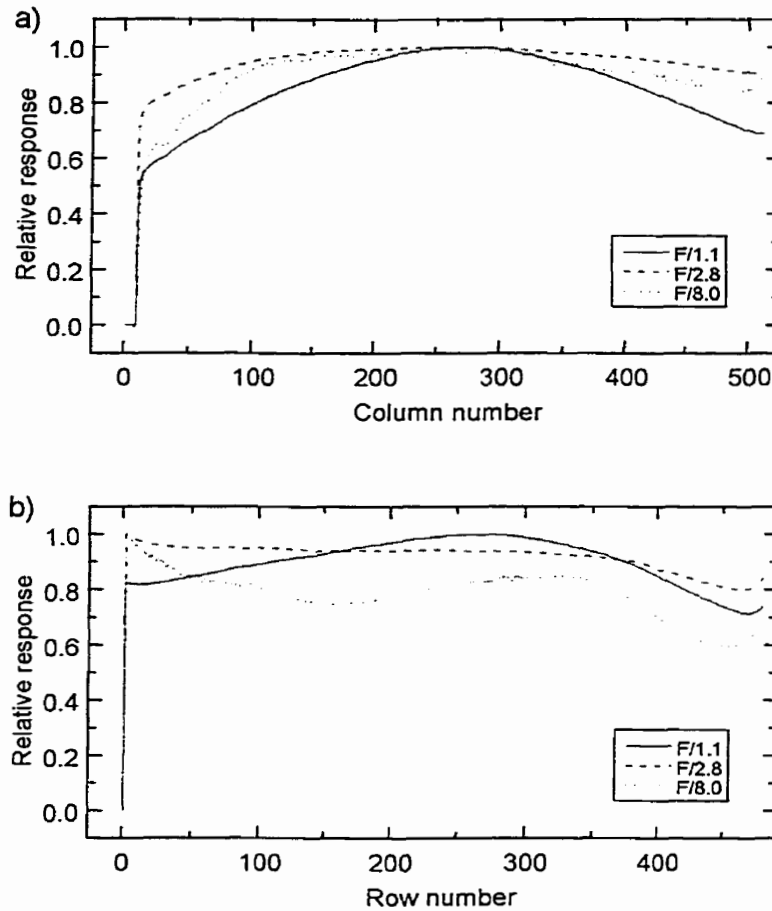 a)
Relative response
1.0
0.8
0.6
0.4
0.2
0.0
F/1.1
F/2.8
F/8.0
0 100 200 300 400 500
Column number
b)
Relative response
1.0
0.8
0.6
0.4
0.2
0.0
F/1.1
F/2.8
F/8.0
0 100 200 300 400
Row number